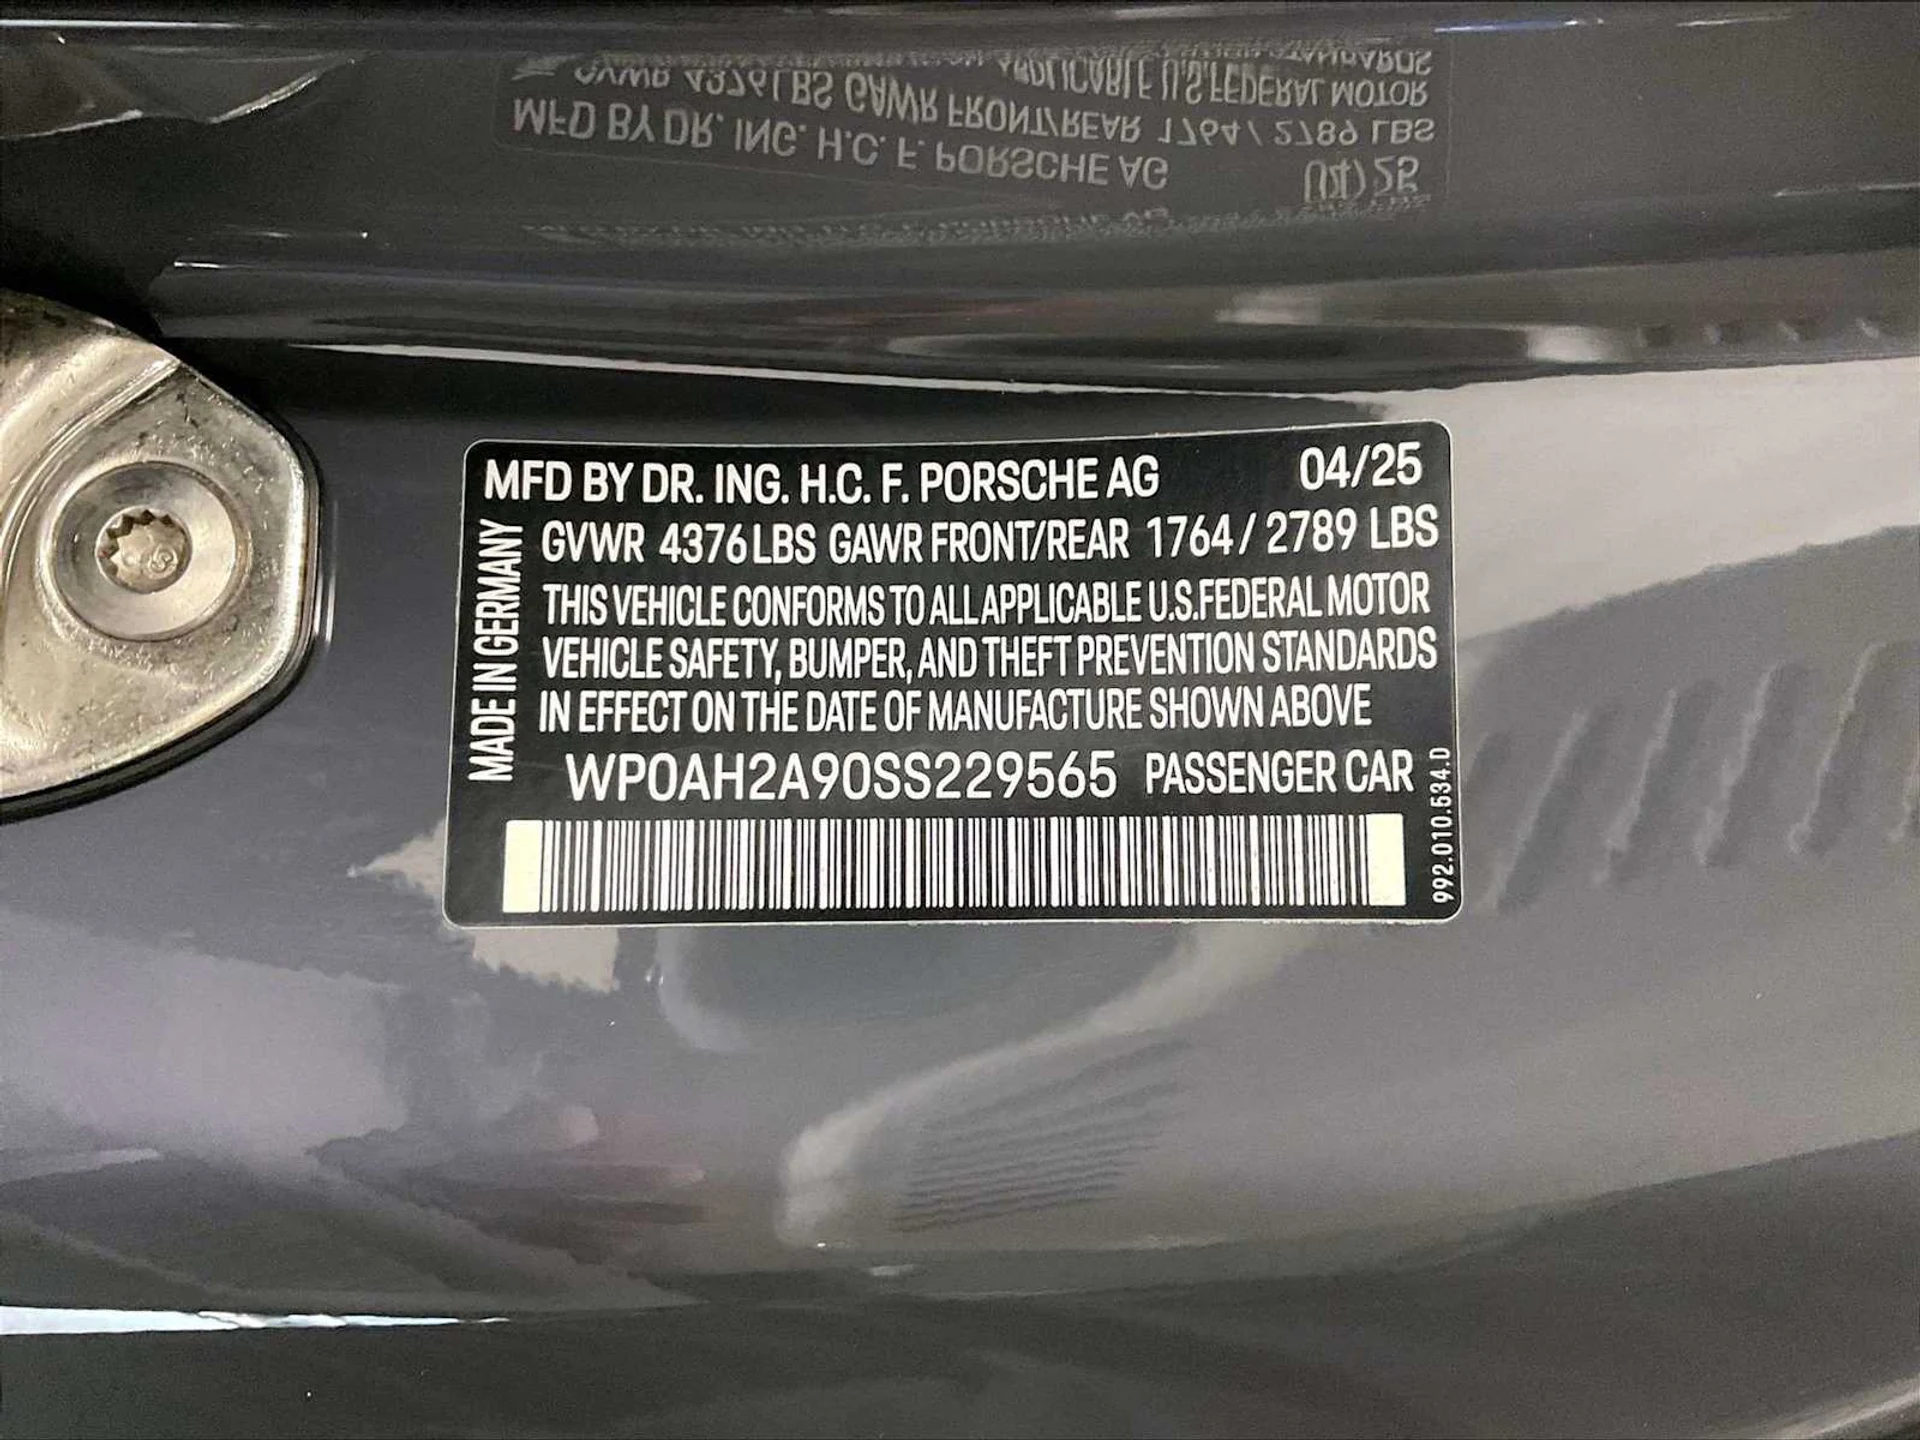 MFD BY DR. ING. H.C. F. PORSCHE AG 04/25
GVWR 4376 LBS GAWR FRONT/REAR 1764 / 2789 LBS
THIS VEHICLE CONFORMS TO ALL APPLICABLE U.S. FEDERAL MOTOR
VEHICLE SAFETY, BUMPER, AND THEFT PREVENTION STANDARDS
IN EFFECT ON THE DATE OF MANUFACTURE SHOWN ABOVE
WP0AH2A90SS229565 PASSENGER CAR
MADE IN GERMANY
992.010.534.D